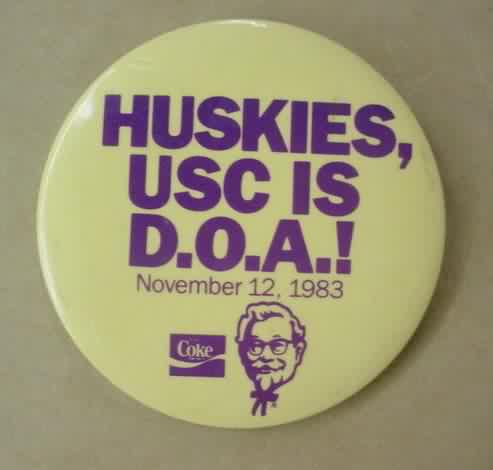 HUSKIES,
USC IS
D.O.A.!
November 12, 1983
Coke